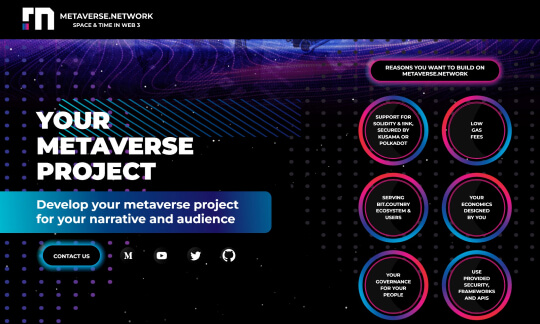 METAVERSE.NETWORK
SPACE & TIME IN WEB 3
REASONS YOU WANT TO BUILD ON
METAVERSE.NETWORK
YOUR
METAVERSE
PROJECT
Develop your metaverse project
for your narrative and audience
CONTACT US
SUPPORT FOR
SOLIDITY & INK,
SECURED BY
KUSAMA OR
POLKADOT
LOW
GAS
FEES
SERVING
BIT.COUTNRY
ECOSYSTEM &
USERS
YOUR
ECONOMICS
DESIGNED
BY YOU
YOUR
GOVERNANCE
FOR YOUR
PEOPLE
USE
PROVIDED
SECURITY,
FRAMEWORKS
AND APIS